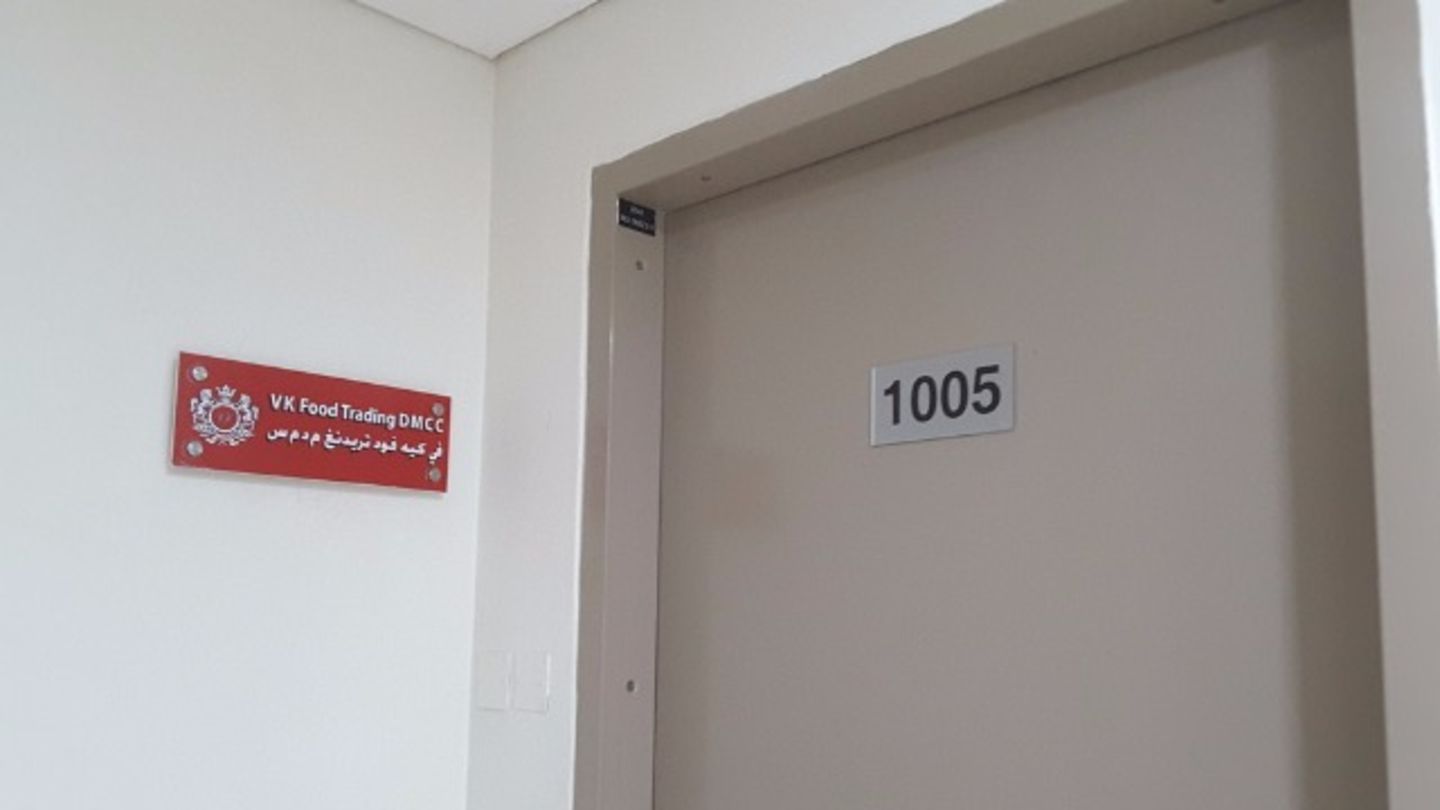 VK Food Trading DMCC
في كيه فود تريدنغ م د م س
1005